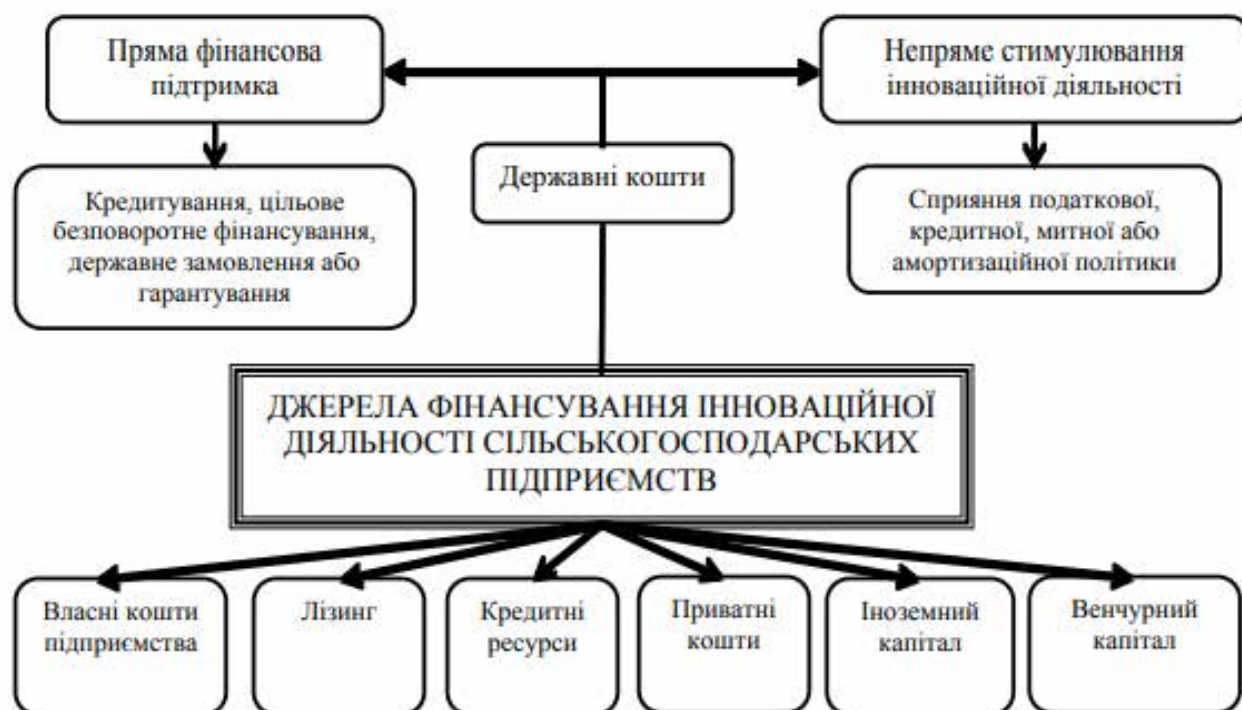 Пряма фінансова
підтримка
Непряме стимулювання
інноваційної діяльності
Державні кошти
Кредитування, цільове
безповоротне фінансування,
державне замовлення або
гарантування
Сприяння податкової,
кредитної, митної або
амортизаційної політики
ДЖЕРЕЛА ФІНАНСУВАННЯ ІННОВАЦІЙНОЇ
ДІЯЛЬНОСТІ СІЛЬСЬКОГОСПОДАРСЬКИХ
ПІДПРИЄМСТВ
Власні кошти
підприємства
Лізинг
Кредитні
ресурси
Приватні
кошти
Іноземний
капітал
Венчурний
капітал